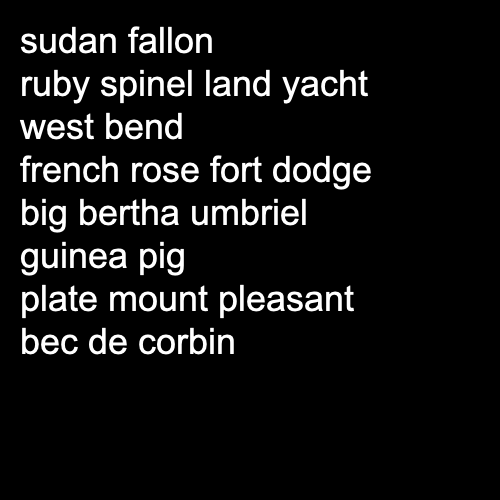 sudan fallon
ruby spinel land yacht
west bend
french rose fort dodge
big bertha umbriel
guinea pig
plate mount pleasant
bec de corbin